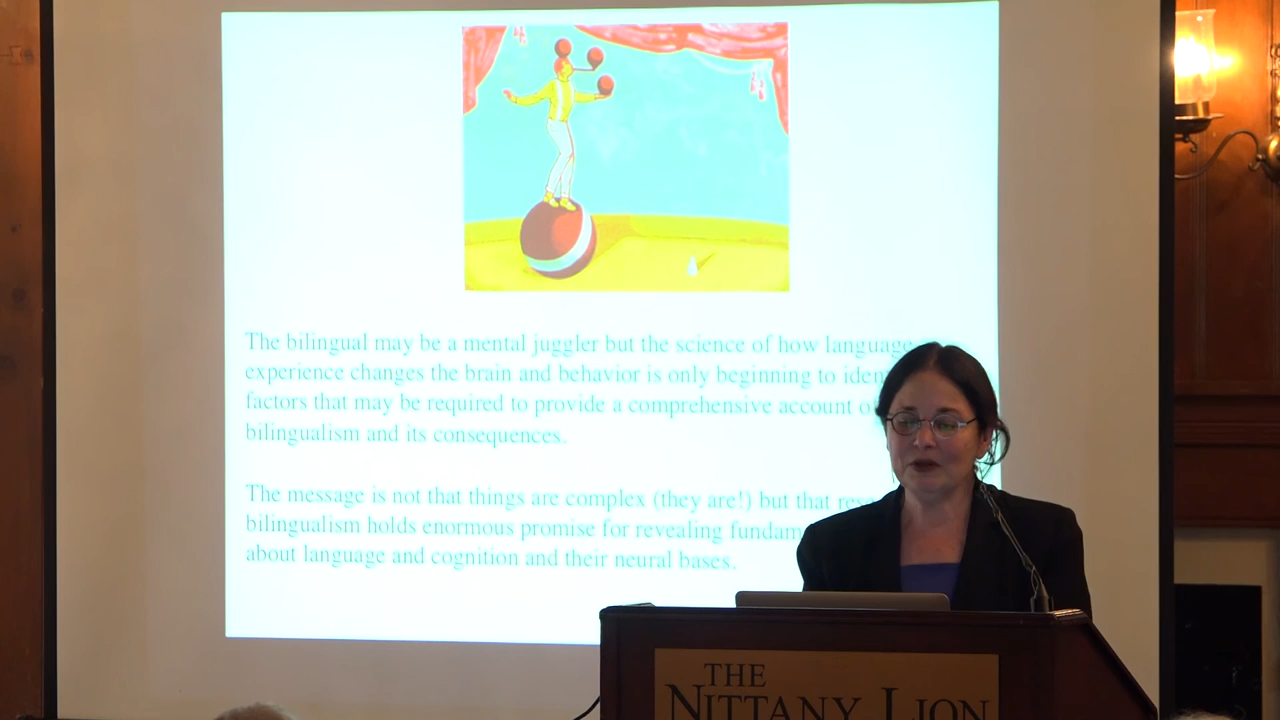 The bilingual may be a mental juggler but the science of how language
experience changes the brain and behavior is only beginning to
factors that may be required to provide a comprehensive account
bilingualism and its consequences.
The message is not that things are complex (they are!) but that
bilingualism holds enormous promise for revealing
about language and cognition and their neural bases.
THE
NITTANY LION